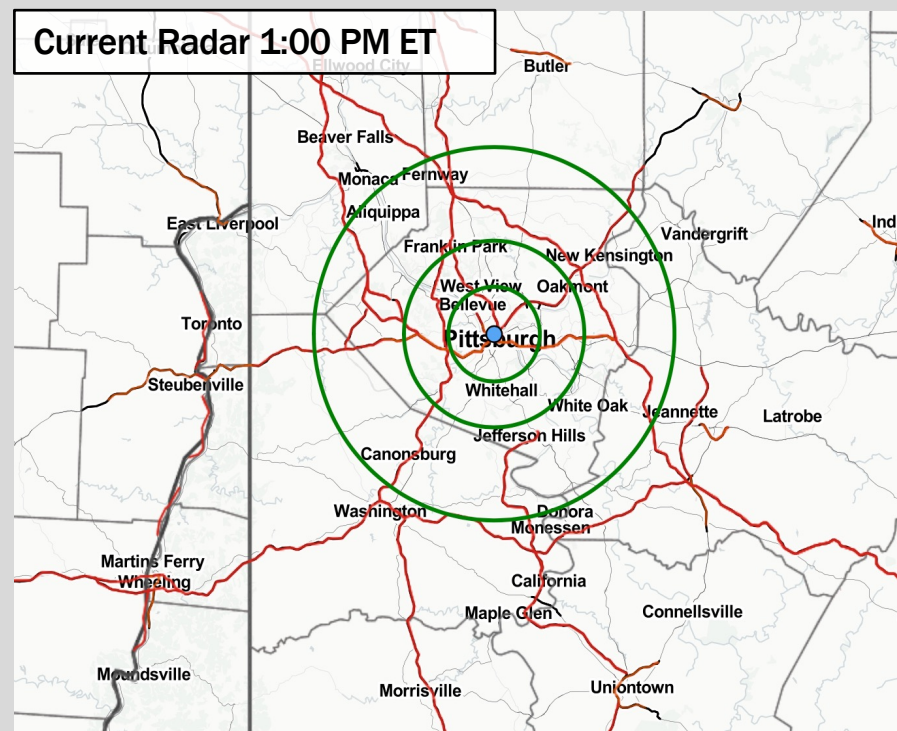 Current Radar 1:00 PM ET
Ellwood City
Butler
Beaver Falls
Monaca
Fernway
Aliquippa
East Liverpool
Vandergrift
Ind
Franklin Park
New Kensington
West View
Oakmont
Bellevue
Toronto
Pittsburgh
Steubenville
Whitehall
White Oak
Jeannette
Latrobe
Jefferson Hills
Canonsburg
Washington
Donora
Monessen
Martins Ferry
Wheeling
California
Maple Glen
Connellsville
Moundsville
Morrisville
Uniontown